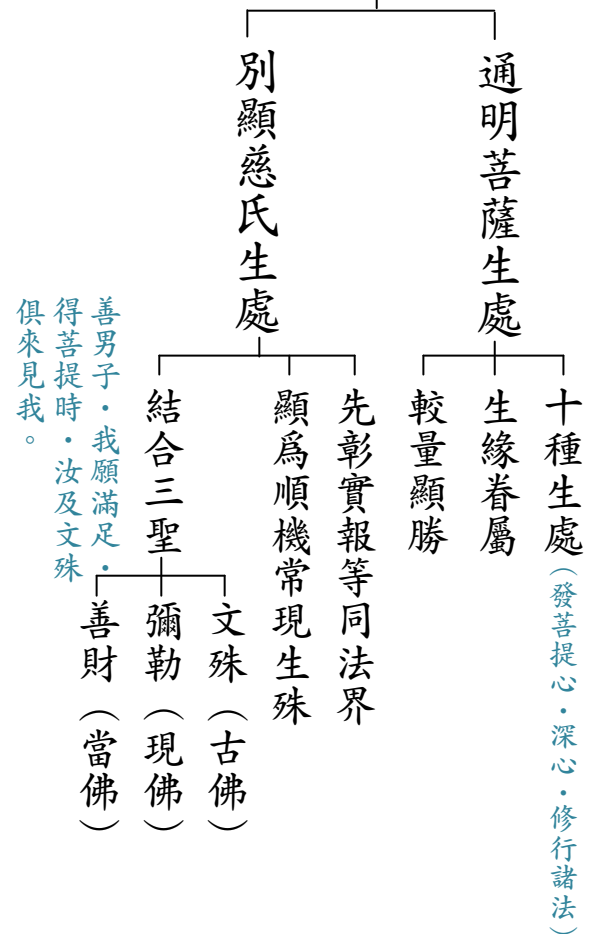 通明菩薩生處
十種生處（發菩提心・深心・修行諸法）
生緣眷屬
較量顯勝
別顯慈氏生處
先彰實報等同法界
顯爲順機常現生殊
結合三聖
文殊（古佛）
彌勒（現佛）
善財（當佛）
善男子・我願滿足・
得菩提時・汝及文殊
俱來見我。